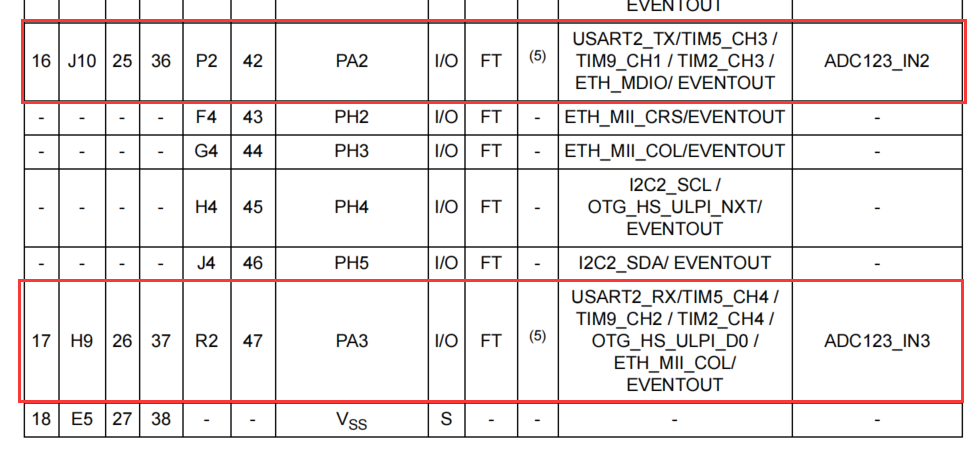 EVENTOUT
16 J10 25 36 P2 42 PA2 I/O FT (5) USART2_TX/TIM5_CH3 / TIM9_CH1 / TIM2_CH3 / ETH_MDIO/ EVENTOUT ADC123_IN2
- - - - F4 43 PH2 I/O FT - ETH_MII_CRS/EVENTOUT -
- - - - G4 44 PH3 I/O FT - ETH_MII_COL/EVENTOUT -
- - - - H4 45 PH4 I/O FT - I2C2_SCL / OTG_HS_ULPI_NXT/ EVENTOUT -
- - - - J4 46 PH5 I/O FT - I2C2_SDA/ EVENTOUT -
17 H9 26 37 R2 47 PA3 I/O FT (5) USART2_RX/TIM5_CH4 / TIM9_CH2 / TIM2_CH4 / OTG_HS_ULPI_D0 / ETH_MII_COL/ EVENTOUT ADC123_IN3
18 E5 27 38 - - VSS S - - - -